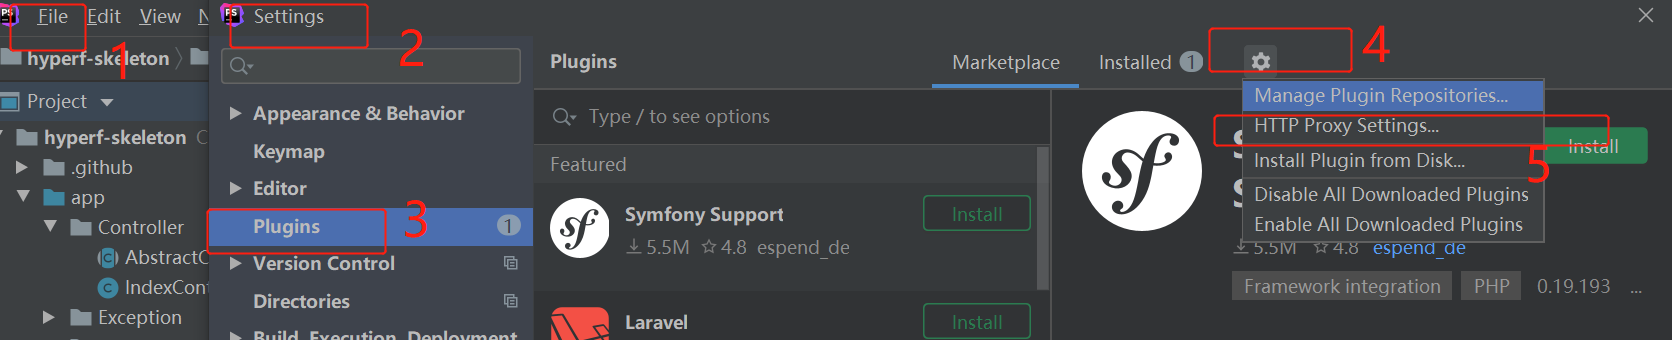 PS File Edit View N
hyperf-skeleton
Project
hyperf-skeleton C
.github
app
Controller
AbstractC
IndexCont
Exception
1
PS Settings
2
Appearance & Behavior
Keymap
Editor
Plugins 1
3
Version Control
Directories
Build, Execution, Deployment
Plugins
Marketplace
Installed 1
4
Type / to see options
Featured
Symfony Support
Install
5.5M 4.8 espend_de
Laravel
Install
Manage Plugin Repositories...
HTTP Proxy Settings...
5
Install Plugin from Disk...
Disable All Downloaded Plugins
Enable All Downloaded Plugins
Install
5.5M 4.8 espend_de
Framework integration PHP 0.19.193 ...